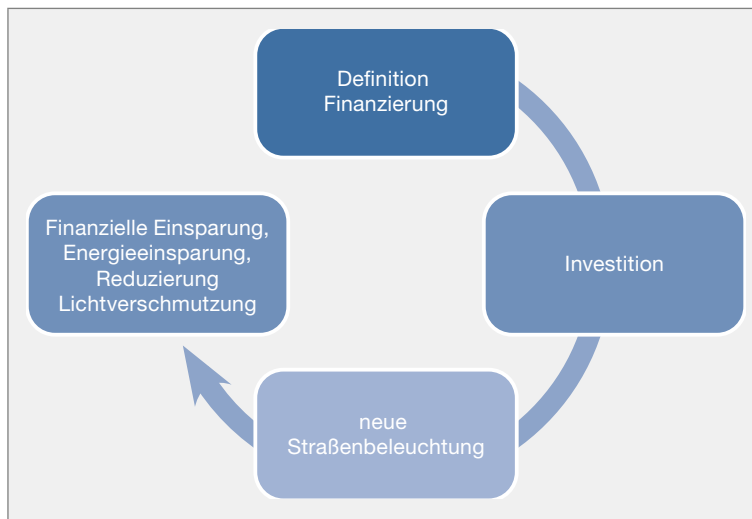 Definition
Finanzierung
Investition
neue
Straßenbeleuchtung
Finanzielle Einsparung,
Energieeinsparung,
Reduzierung
Lichtverschmutzung